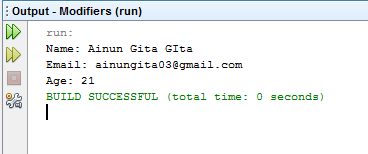 Output - Modifiers (run)
run:
Name: Ainun Gita GIta
Email: ainungita03@gmail.com
Age: 21
BUILD SUCCESSFUL (total time: 0 seconds)